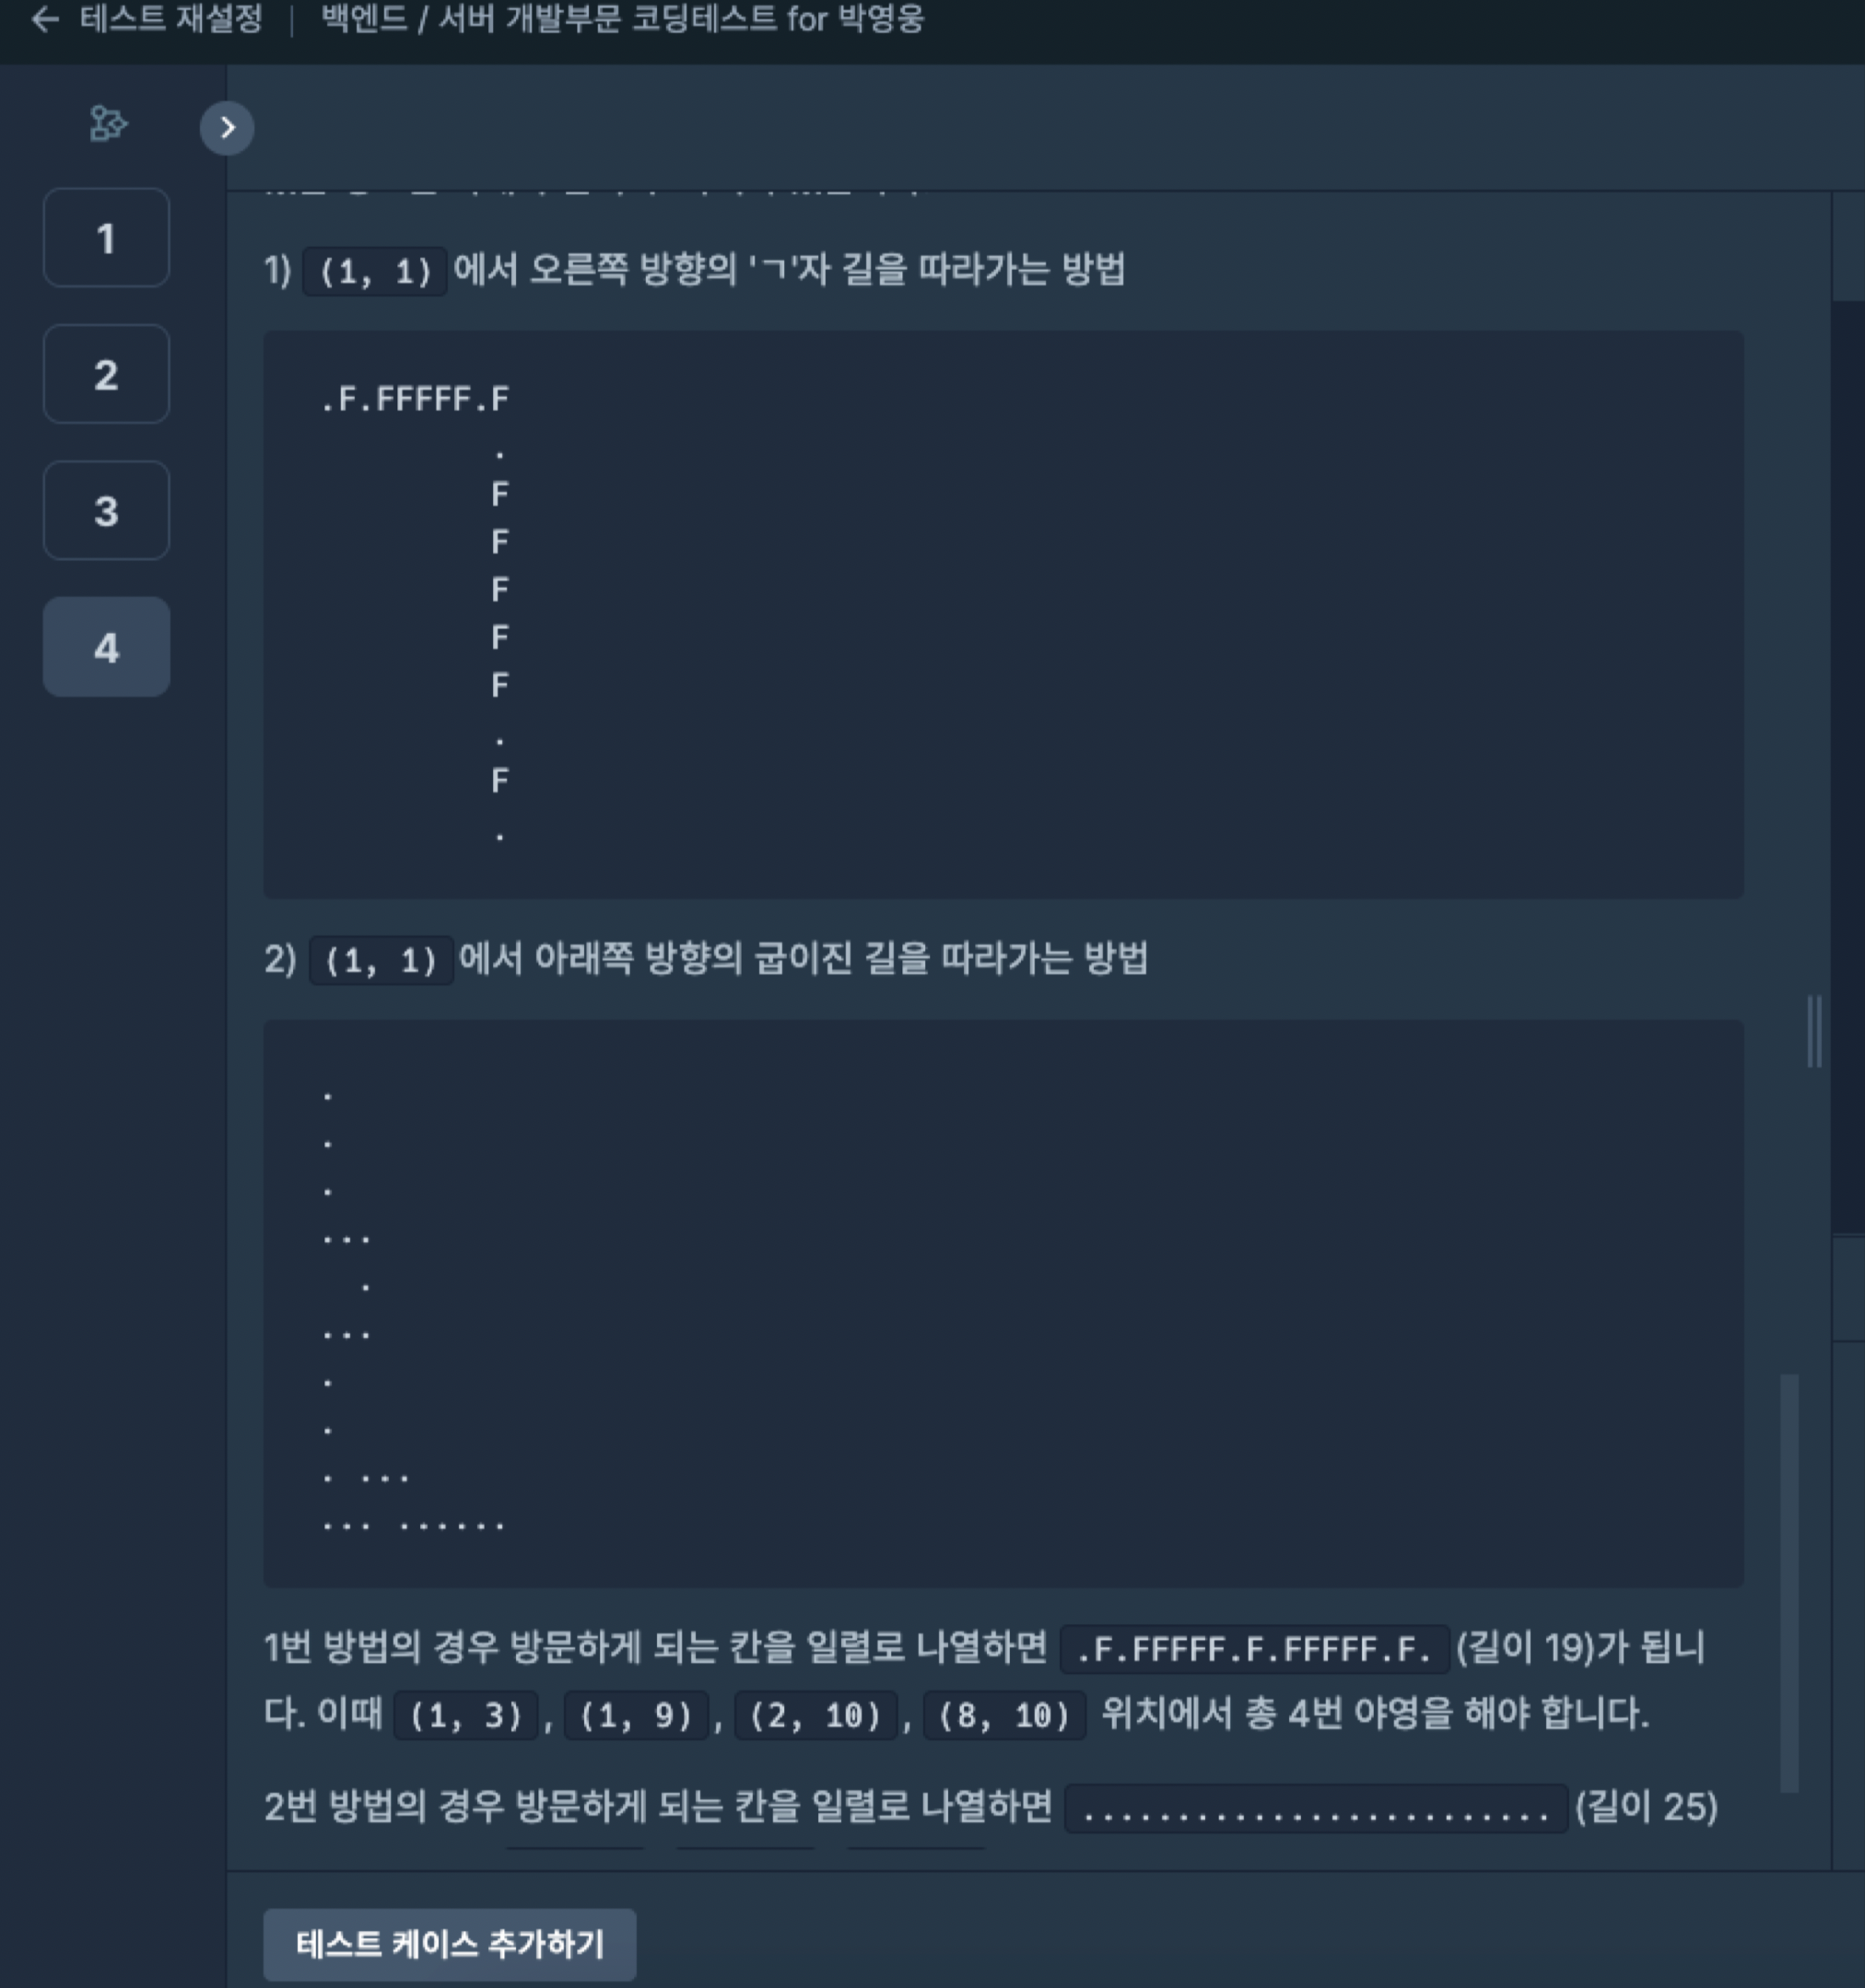 ← 테스트 재설정 | 백엔드 / 서버 개발부문 코딩테스트 for 박영웅
1
2
3
4
1) (1, 1) 에서 오른쪽 방향의 'ㄱ'자 길을 따라가는 방법
.F.FFFFF.F
.
F
F
F
F
F
.
F
.
2) (1, 1) 에서 아래쪽 방향의 굽이진 길을 따라가는 방법
.
.
.
...
.
...
.
.
. ...
... ......
1번 방법의 경우 방문하게 되는 칸을 일렬로 나열하면 .F.FFFFF.F.FFFFF.F. (길이 19)가 됩니
다. 이때 (1, 3), (1, 9), (2, 10), (8, 10) 위치에서 총 4번 야영을 해야 합니다.
2번 방법의 경우 방문하게 되는 칸을 일렬로 나열하면 ......................... (길이 25)
테스트 케이스 추가하기